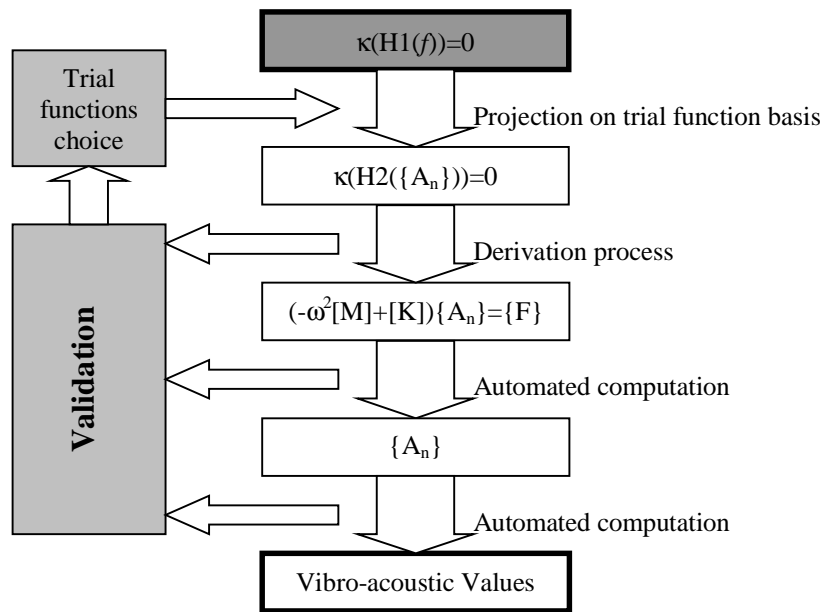 κ(H1(f))=0
Trial
functions
choice
Projection on trial function basis
κ(H2({Aₙ}))=0
Derivation process
(-ω²[M]+[K]){Aₙ}={F}
Validation
Automated computation
{Aₙ}
Automated computation
Vibro-acoustic Values